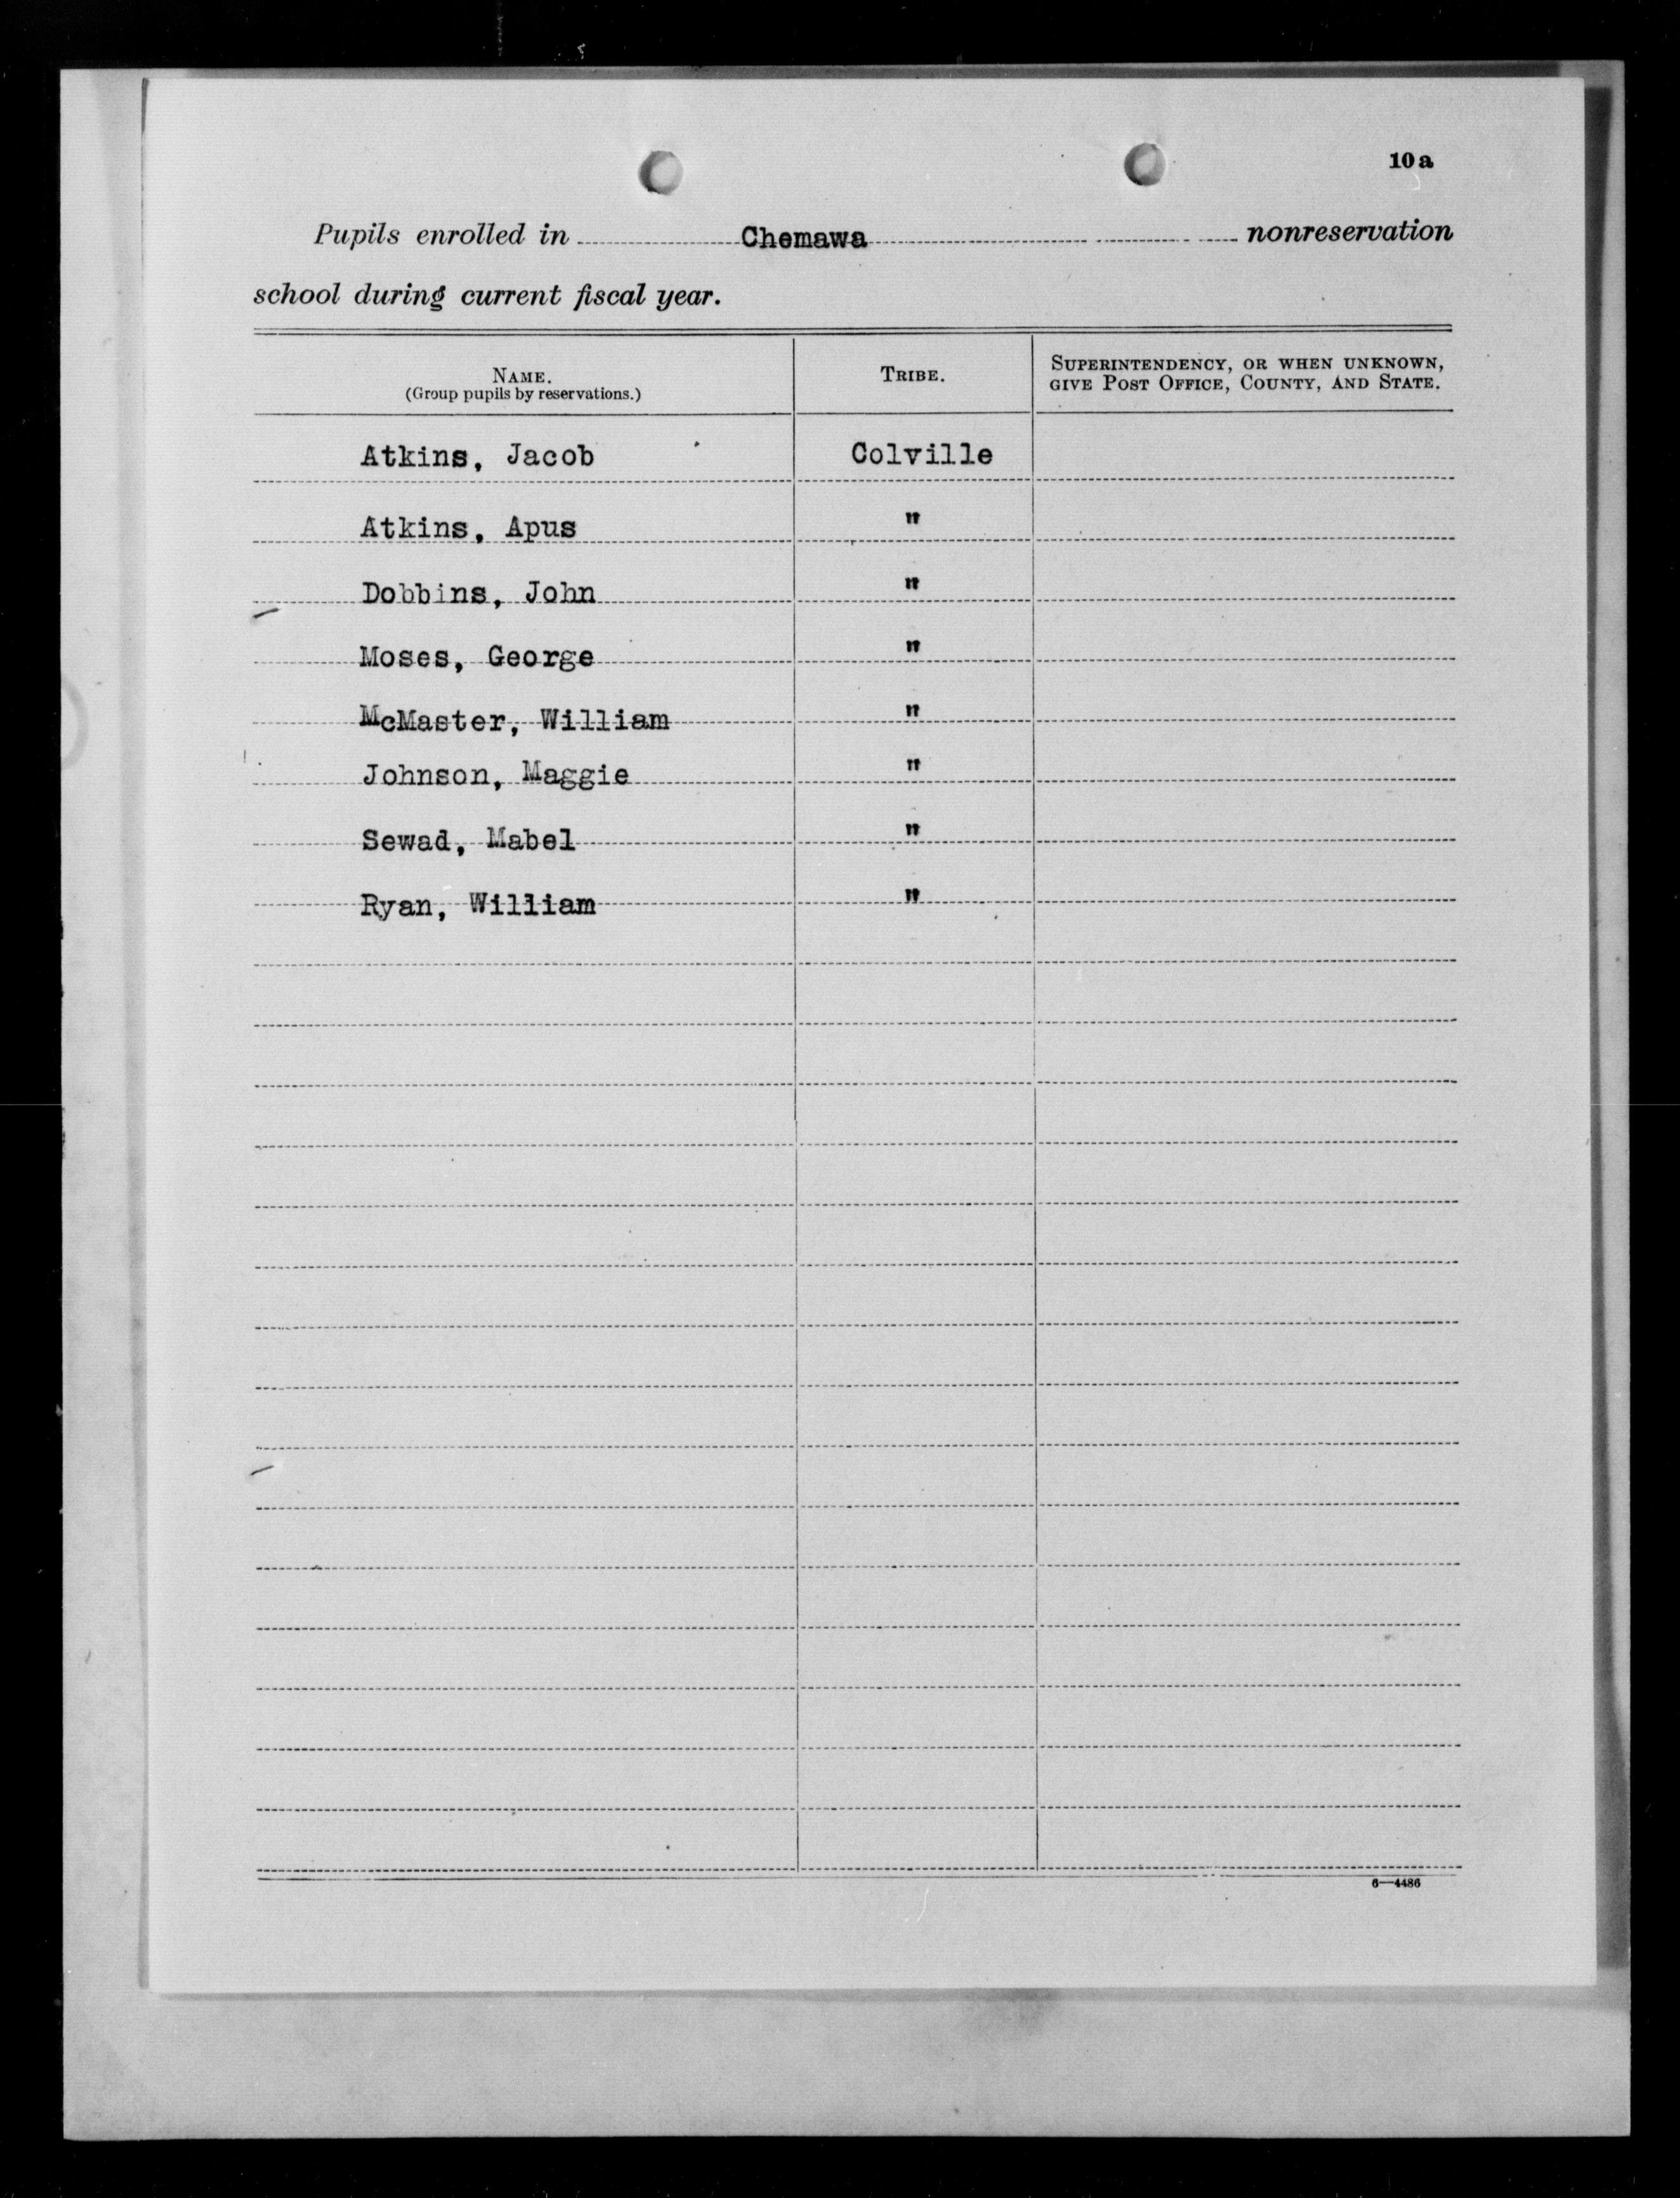 10a
Pupils enrolled in Chemawa nonreservation
school during current fiscal year.
NAME.
(Group pupils by reservations.)
TRIBE.
SUPERINTENDENCY, OR WHEN UNKNOWN,
GIVE POST OFFICE, COUNTY, AND STATE.
Atkins, Jacob Colville
Atkins, Apus "
Dobbins, John "
Moses, George "
McMaster, William "
Johnson, Maggie "
Sewad, Mabel "
Ryan, William "
6—4486